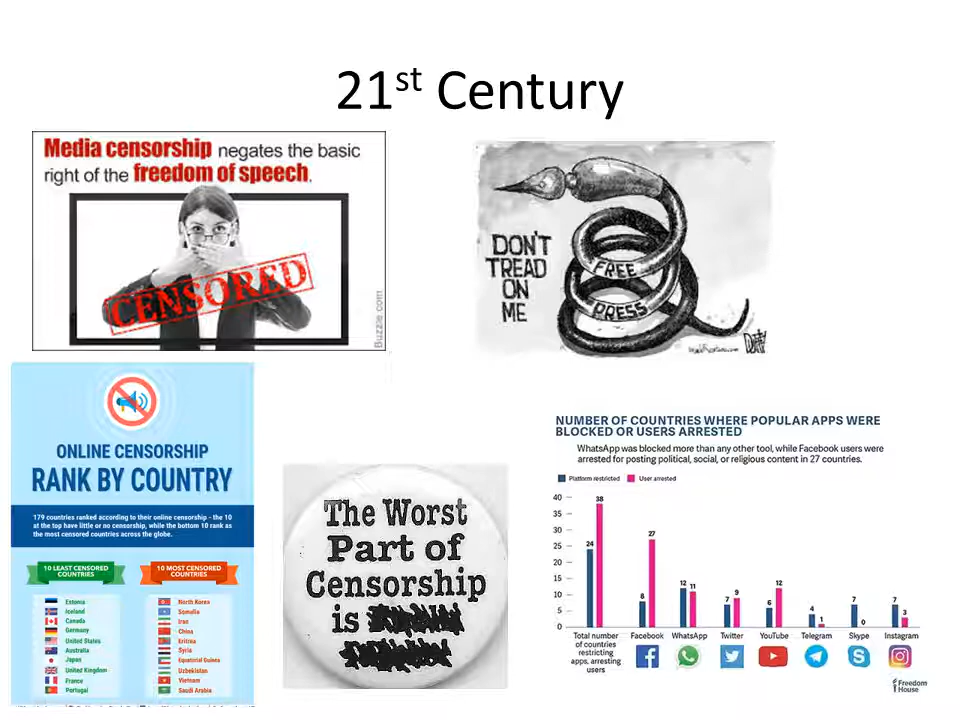 21st Century
Media censorship negates the basic
right of the freedom of speech.
CENSORED
Buzzle.com
DON'T
TREAD
ON
ME
FREE
PRESS
ONLINE CENSORSHIP
RANK BY COUNTRY
179 countries ranked according to their online censorship - the 10
at the top have little or no censorship, while the bottom 10 rank as
the most censored countries across the globe.
10 LEAST CENSORED
COUNTRIES
Estonia
Iceland
Canada
Germany
United States
Australia
Japan
United Kingdom
France
Portugal
10 MOST CENSORED
COUNTRIES
North Korea
Somalia
Iran
China
Eritrea
Syria
Equatorial Guinea
Uzbekistan
Vietnam
Saudi Arabia
The Worst
Part of
Censorship
is
NUMBER OF COUNTRIES WHERE POPULAR APPS WERE
BLOCKED OR USERS ARRESTED
WhatsApp was blocked more than any other tool, while Facebook users were
arrested for posting political, social, or religious content in 27 countries.
Platform restricted User arrested
40
35
30
25
20
15
10
5
0
24 38
8 27
12 11
7 9
6 12
4 1
7 0
7 3
Total number
of countries
restricting
apps, arresting
users
Facebook
WhatsApp
Twitter
YouTube
Telegram
Skype
Instagram
Freedom
House